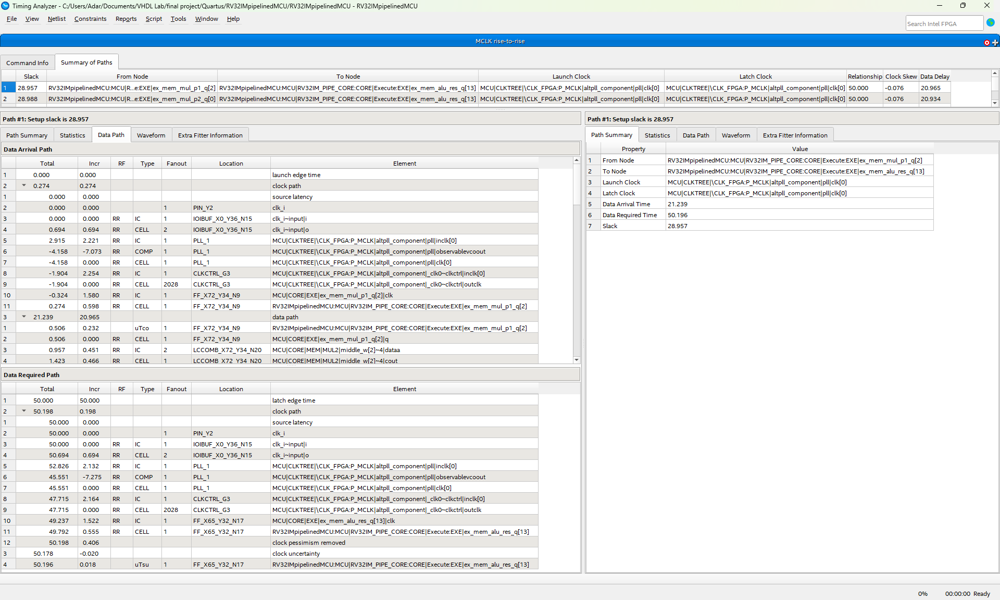 Timing Analyzer - C:/Users/Adar/Documents/VHDL Lab/final project/Quartus/RV32IMpipelinedMCU/RV32IMpipelinedMCU - RV32IMpipelinedMCU
File View Netlist Constraints Reports Script Tools Window Help
Search Intel FPGA
MCLK rise-to-rise
Command Info Summary of Paths
Slack From Node To Node Launch Clock Latch Clock Relationship Clock Skew Data Delay
1 28.957 RV32IMpipelinedMCU:MCU|R...e:EXE|ex_mem_mul_p1_q[2] RV32IMpipelinedMCU:MCU|RV32IM_PIPE_CORE:CORE|Execute:EXE|ex_mem_alu_res_q[13] MCU|CLKTREE|\CLK_FPGA:P_MCLK|altpll_component|pll|clk[0] MCU|CLKTREE|\CLK_FPGA:P_MCLK|altpll_component|pll|clk[0] 50.000 -0.076 20.965
2 28.988 RV32IMpipelinedMCU:MCU|R...e:EXE|ex_mem_mul_p2_q[0] RV32IMpipelinedMCU:MCU|RV32IM_PIPE_CORE:CORE|Execute:EXE|ex_mem_alu_res_q[13] MCU|CLKTREE|\CLK_FPGA:P_MCLK|altpll_component|pll|clk[0] MCU|CLKTREE|\CLK_FPGA:P_MCLK|altpll_component|pll|clk[0] 50.000 -0.076 20.934
Path #1: Setup slack is 28.957
Path Summary Statistics Data Path Waveform Extra Fitter Information
Data Arrival Path
Total Incr RF Type Fanout Location Element
1 0.000 0.000 launch edge time
2 0.274 0.274 clock path
1 0.000 0.000 source latency
2 0.000 0.000 1 PIN_Y2 clk_i
3 0.000 0.000 RR IC 1 IOIBUF_X0_Y36_N15 clk_i~input|i
4 0.694 0.694 RR CELL 2 IOIBUF_X0_Y36_N15 clk_i~input|o
5 2.915 2.221 RR IC 1 PLL_1 MCU|CLKTREE|\CLK_FPGA:P_MCLK|altpll_component|pll|inclk[0]
6 -4.158 -7.073 RR COMP 1 PLL_1 MCU|CLKTREE|\CLK_FPGA:P_MCLK|altpll_component|pll|observablevcoout
7 -4.158 0.000 RR CELL 1 PLL_1 MCU|CLKTREE|\CLK_FPGA:P_MCLK|altpll_component|pll|clk[0]
8 -1.904 2.254 RR IC 1 CLKCTRL_G3 MCU|CLKTREE|\CLK_FPGA:P_MCLK|altpll_component|_clk0~clkctrl|inclk[0]
9 -1.904 0.000 RR CELL 2028 CLKCTRL_G3 MCU|CLKTREE|\CLK_FPGA:P_MCLK|altpll_component|_clk0~clkctrl|outclk
10 -0.324 1.580 RR IC 1 FF_X72_Y34_N9 MCU|CORE|EXE|ex_mem_mul_p1_q[2]|clk
11 0.274 0.598 RR CELL 1 FF_X72_Y34_N9 RV32IMpipelinedMCU:MCU|RV32IM_PIPE_CORE:CORE|Execute:EXE|ex_mem_mul_p1_q[2]
3 21.239 20.965 data path
1 0.506 0.232 uTco 1 FF_X72_Y34_N9 RV32IMpipelinedMCU:MCU|RV32IM_PIPE_CORE:CORE|Execute:EXE|ex_mem_mul_p1_q[2]
2 0.506 0.000 RR CELL 1 FF_X72_Y34_N9 MCU|CORE|EXE|ex_mem_mul_p1_q[2]|q
3 0.957 0.451 RR IC 2 LCCOMB_X72_Y34_N20 MCU|CORE|MEM|MUL2|middle_w[2]~4|dataa
4 1.423 0.466 RR CELL 1 LCCOMB_X72_Y34_N20 MCU|CORE|MEM|MUL2|middle_w[2]~4|cout
Data Required Path
Total Incr RF Type Fanout Location Element
1 50.000 50.000 latch edge time
2 50.198 0.198 clock path
1 50.000 0.000 source latency
2 50.000 0.000 1 PIN_Y2 clk_i
3 50.000 0.000 RR IC 1 IOIBUF_X0_Y36_N15 clk_i~input|i
4 50.694 0.694 RR CELL 2 IOIBUF_X0_Y36_N15 clk_i~input|o
5 52.826 2.132 RR IC 1 PLL_1 MCU|CLKTREE|\CLK_FPGA:P_MCLK|altpll_component|pll|inclk[0]
6 45.551 -7.275 RR COMP 1 PLL_1 MCU|CLKTREE|\CLK_FPGA:P_MCLK|altpll_component|pll|observablevcoout
7 45.551 0.000 RR CELL 1 PLL_1 MCU|CLKTREE|\CLK_FPGA:P_MCLK|altpll_component|pll|clk[0]
8 47.715 2.164 RR IC 1 CLKCTRL_G3 MCU|CLKTREE|\CLK_FPGA:P_MCLK|altpll_component|_clk0~clkctrl|inclk[0]
9 47.715 0.000 RR CELL 2028 CLKCTRL_G3 MCU|CLKTREE|\CLK_FPGA:P_MCLK|altpll_component|_clk0~clkctrl|outclk
10 49.237 1.522 RR IC 1 FF_X65_Y32_N17 MCU|CORE|EXE|ex_mem_alu_res_q[13]|clk
11 49.792 0.555 RR CELL 1 FF_X65_Y32_N17 RV32IMpipelinedMCU:MCU|RV32IM_PIPE_CORE:CORE|Execute:EXE|ex_mem_alu_res_q[13]
12 50.198 0.406 clock pessimism removed
3 50.178 -0.020 clock uncertainty
4 50.196 0.018 uTsu 1 FF_X65_Y32_N17 RV32IMpipelinedMCU:MCU|RV32IM_PIPE_CORE:CORE|Execute:EXE|ex_mem_alu_res_q[13]
Path #1: Setup slack is 28.957
Path Summary Statistics Data Path Waveform Extra Fitter Information
Property Value
1 From Node RV32IMpipelinedMCU:MCU|RV32IM_PIPE_CORE:CORE|Execute:EXE|ex_mem_mul_p1_q[2]
2 To Node RV32IMpipelinedMCU:MCU|RV32IM_PIPE_CORE:CORE|Execute:EXE|ex_mem_alu_res_q[13]
3 Launch Clock MCU|CLKTREE|\CLK_FPGA:P_MCLK|altpll_component|pll|clk[0]
4 Latch Clock MCU|CLKTREE|\CLK_FPGA:P_MCLK|altpll_component|pll|clk[0]
5 Data Arrival Time 21.239
6 Data Required Time 50.196
7 Slack 28.957
0% 00:00:00 Ready